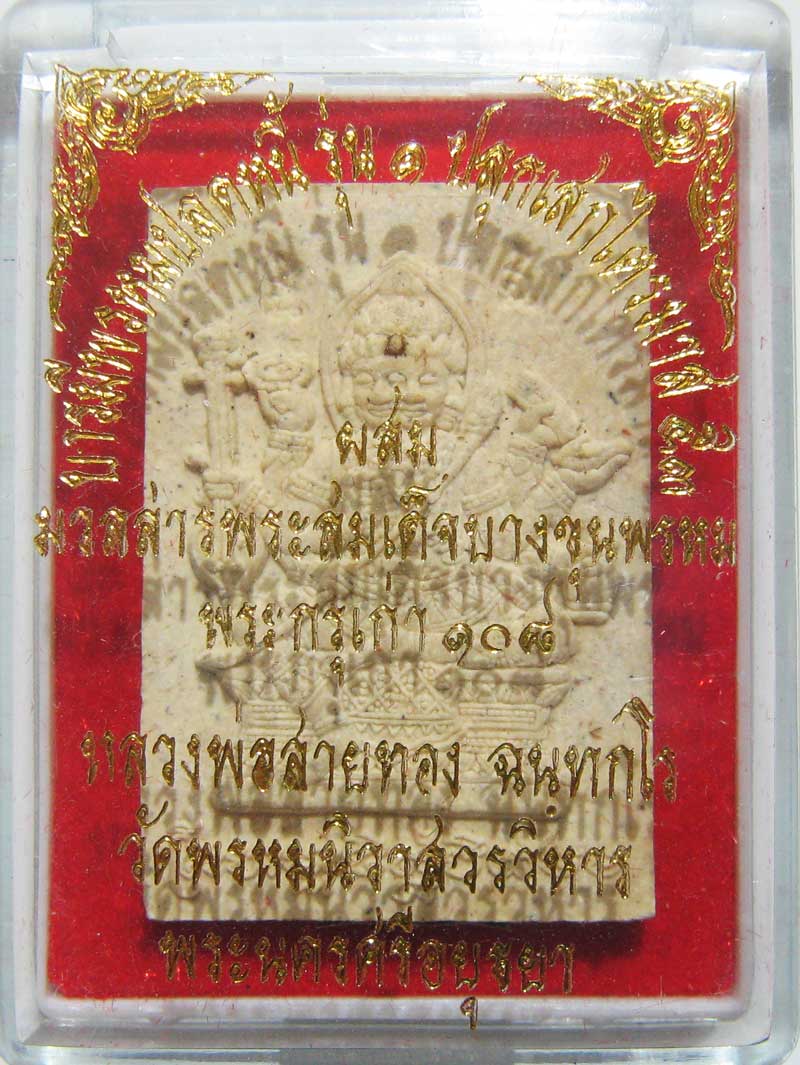 บารมีพรหมปลดหนี้ รุ่น ๑ ปลุกเสกไตรมาส ๕๓
ผสม
มวลสารพระสมเด็จบางขุนพรหม
พระกรุเก่า ๑๐๘
หลวงพ่อสายทอง ฉนฺทกโร
วัดพรหมนิวาสวรวิหาร
พระนครศรีอยุธยา